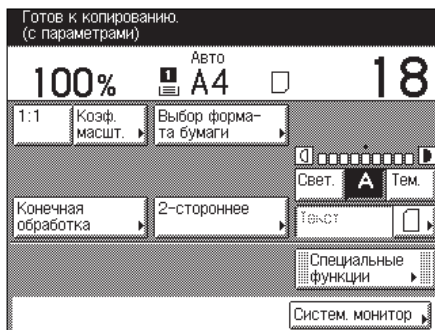 Готов к копированию.
(с параметрами)
100%
1
Авто
A4
18
1:1
Коэф.
масшт.
Выбор форма-
та бумаги
Свет.
A
Тем.
Конечная
обработка
2-стороннее
Текст
Специальные
функции
Систем. монитор